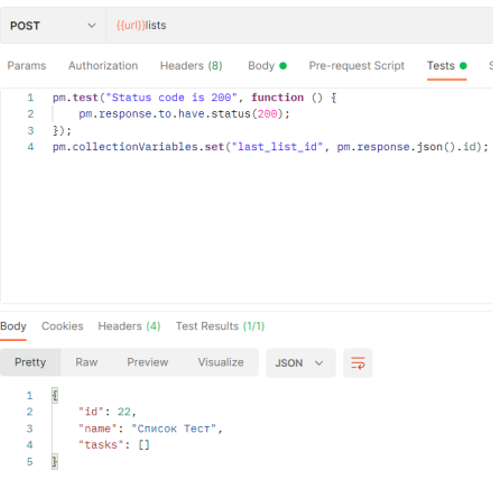 POST {{url}}lists
Params Authorization Headers (8) Body Pre-request Script Tests S
1 pm.test("Status code is 200", function () {
2 pm.response.to.have.status(200);
3 });
4 pm.collectionVariables.set("last_list_id", pm.response.json().id);
Body Cookies Headers (4) Test Results (1/1)
Pretty Raw Preview Visualize JSON
1 {
2 "id": 22,
3 "name": "Список Тест",
4 "tasks": []
5 }